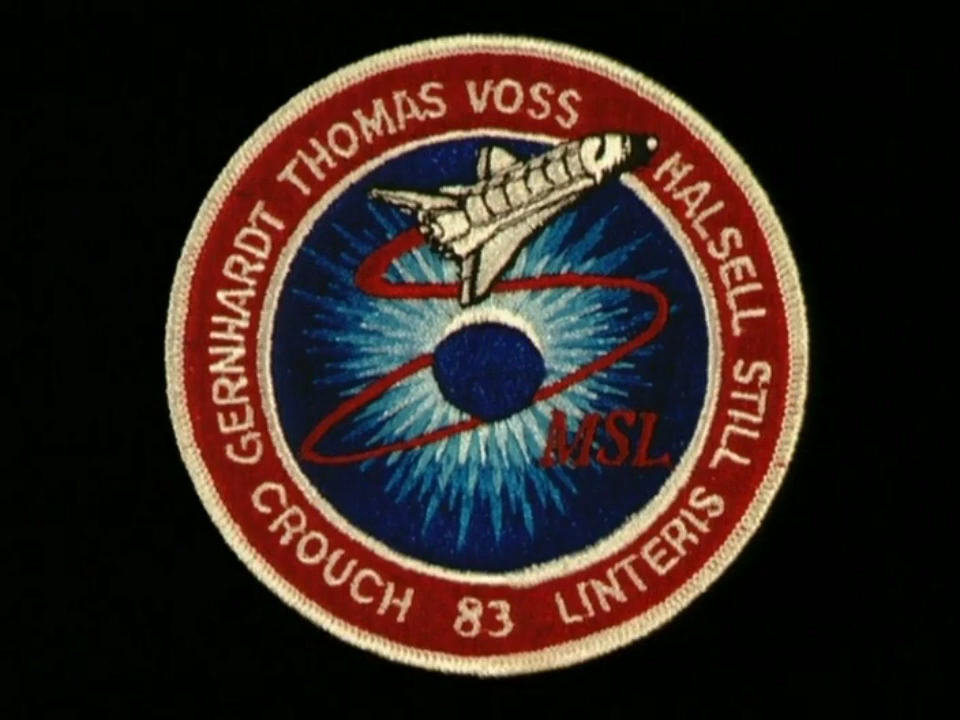 GERNHARDT THOMAS VOSS HALSELL STILL
CROUCH 83 LINTERIS
MSL